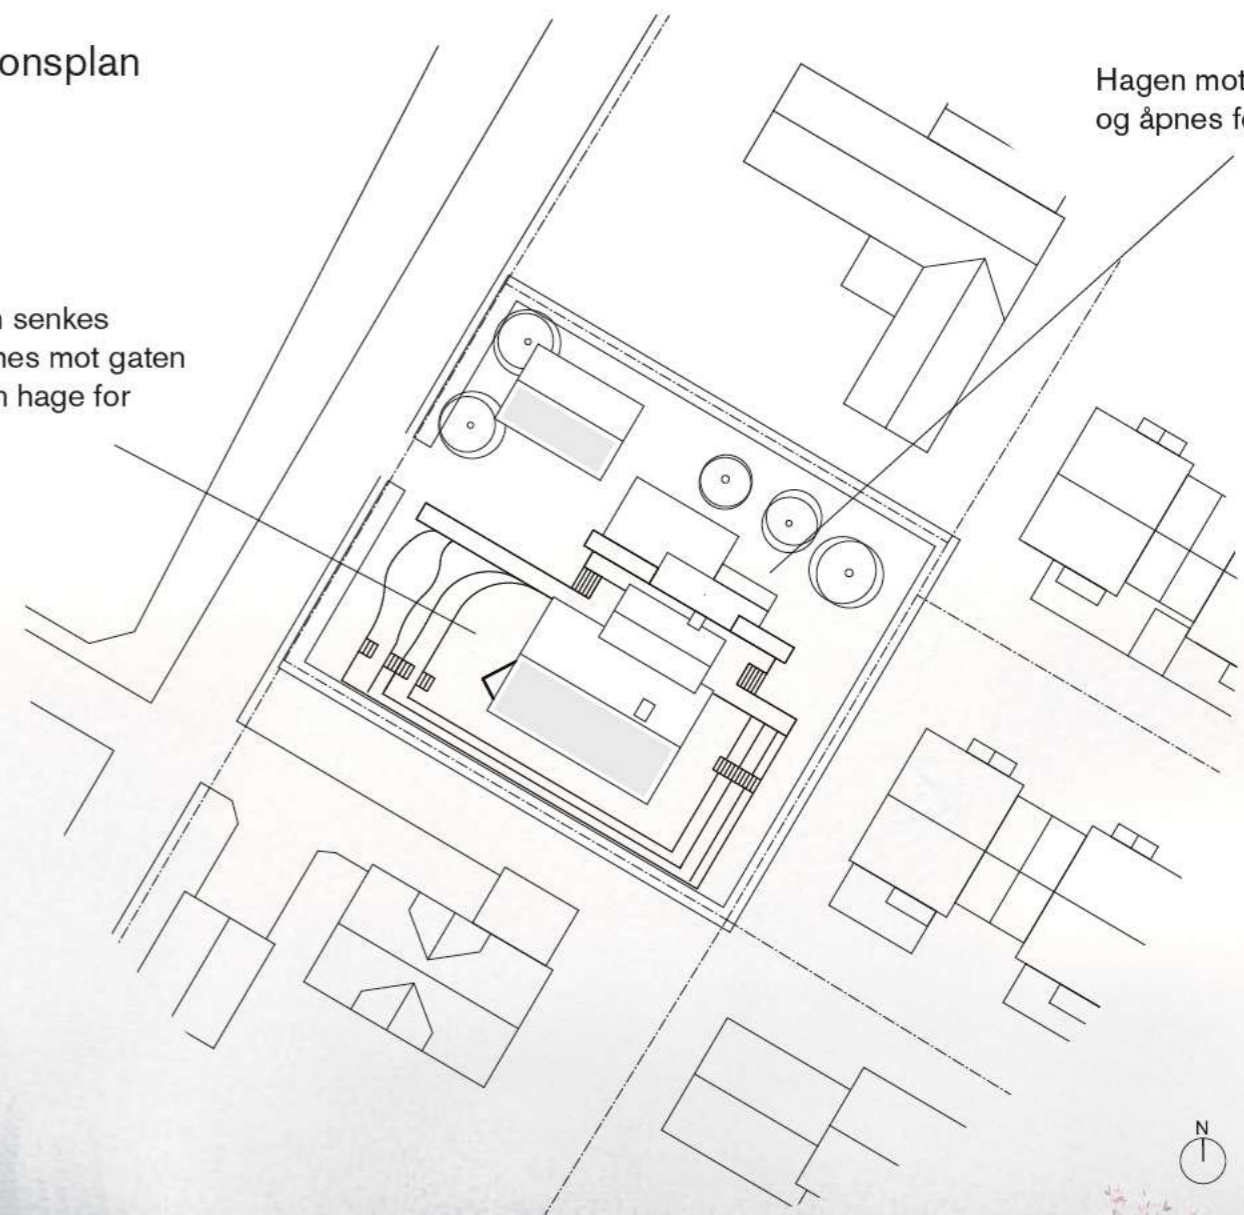 onsplan
Hagen mot
og åpnes f
senkes
nes mot gaten
hage for
N